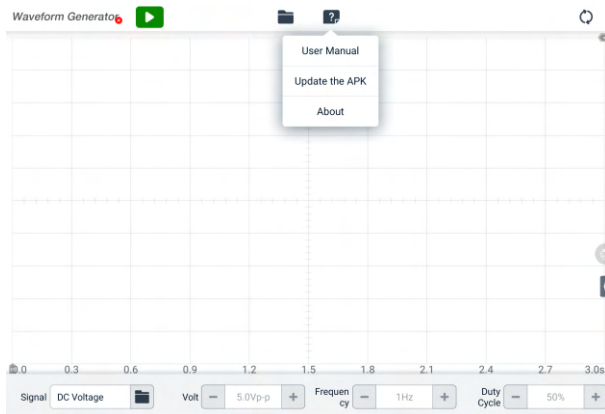 Waveform Generator
User Manual
Update the APK
About
0.0 0.3 0.6 0.9 1.2 1.5 1.8 2.1 2.4 2.7 3.0s
Signal DC Voltage Volt − 5.0Vp-p + Frequen
cy − 1Hz + Duty
Cycle − 50% +